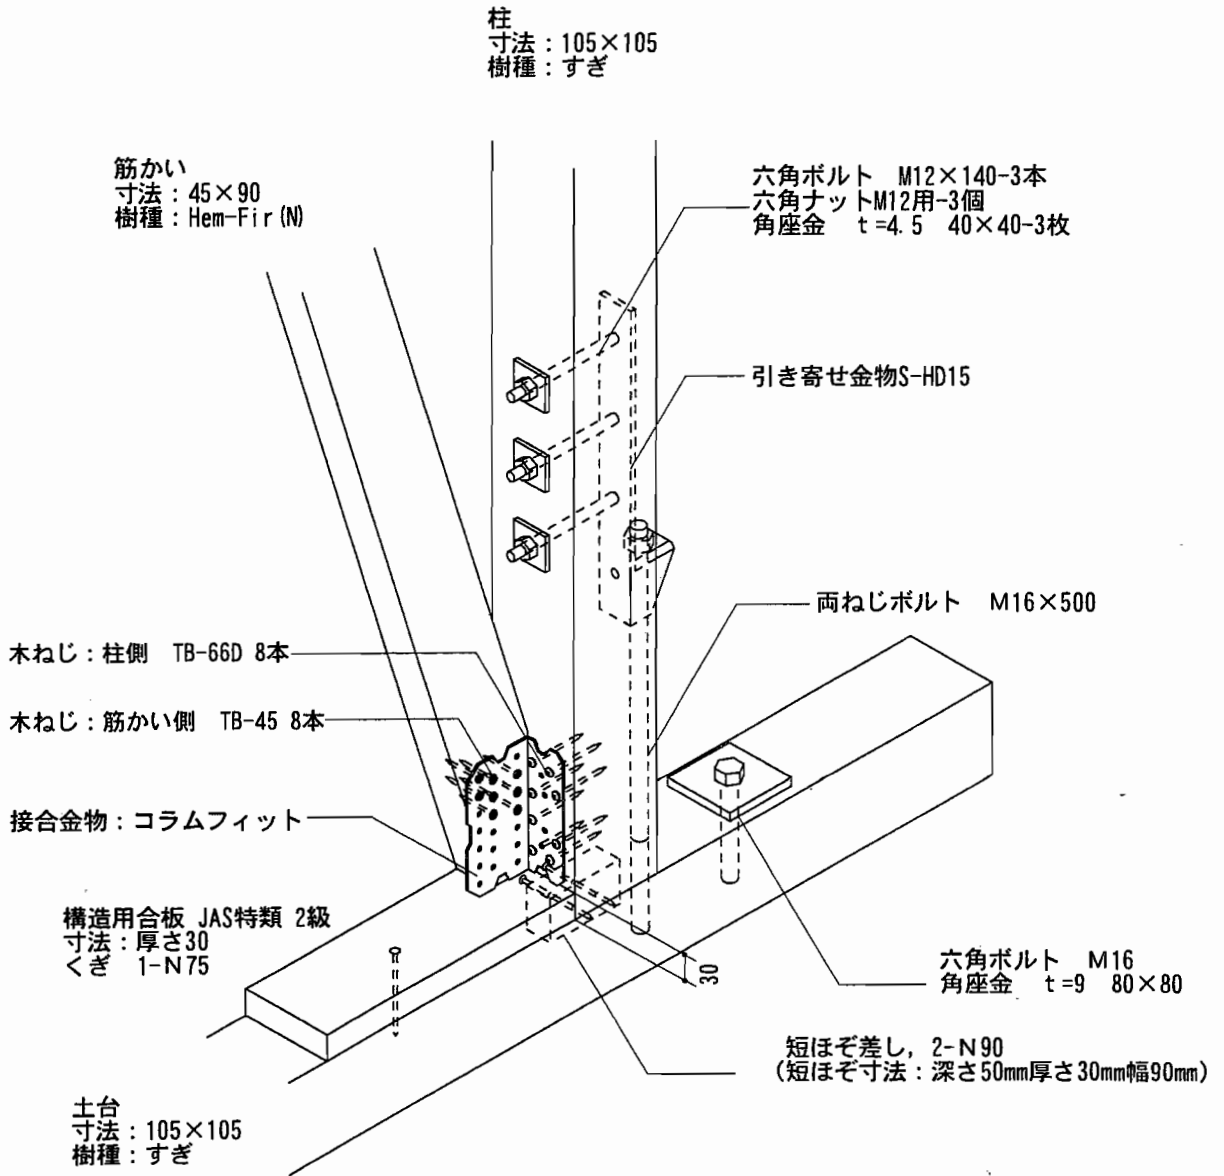 柱
寸法：105×105
樹種：すぎ
筋かい
寸法：45×90
樹種：Hem-Fir(N)
六角ボルト　M12×140-3本
六角ナットM12用-3個
角座金　t=4.5　40×40-3枚
引き寄せ金物S-HD15
両ねじボルト　M16×500
木ねじ：柱側　TB-66D 8本
木ねじ：筋かい側　TB-45 8本
接合金物：コラムフィット
構造用合板 JAS特類 2級
寸法：厚さ30
くぎ　1-N75
30
六角ボルト　M16
角座金　t=9　80×80
短ほぞ差し, 2-N90
(短ほぞ寸法：深さ50mm厚さ30mm幅90mm)
土台
寸法：105×105
樹種：すぎ